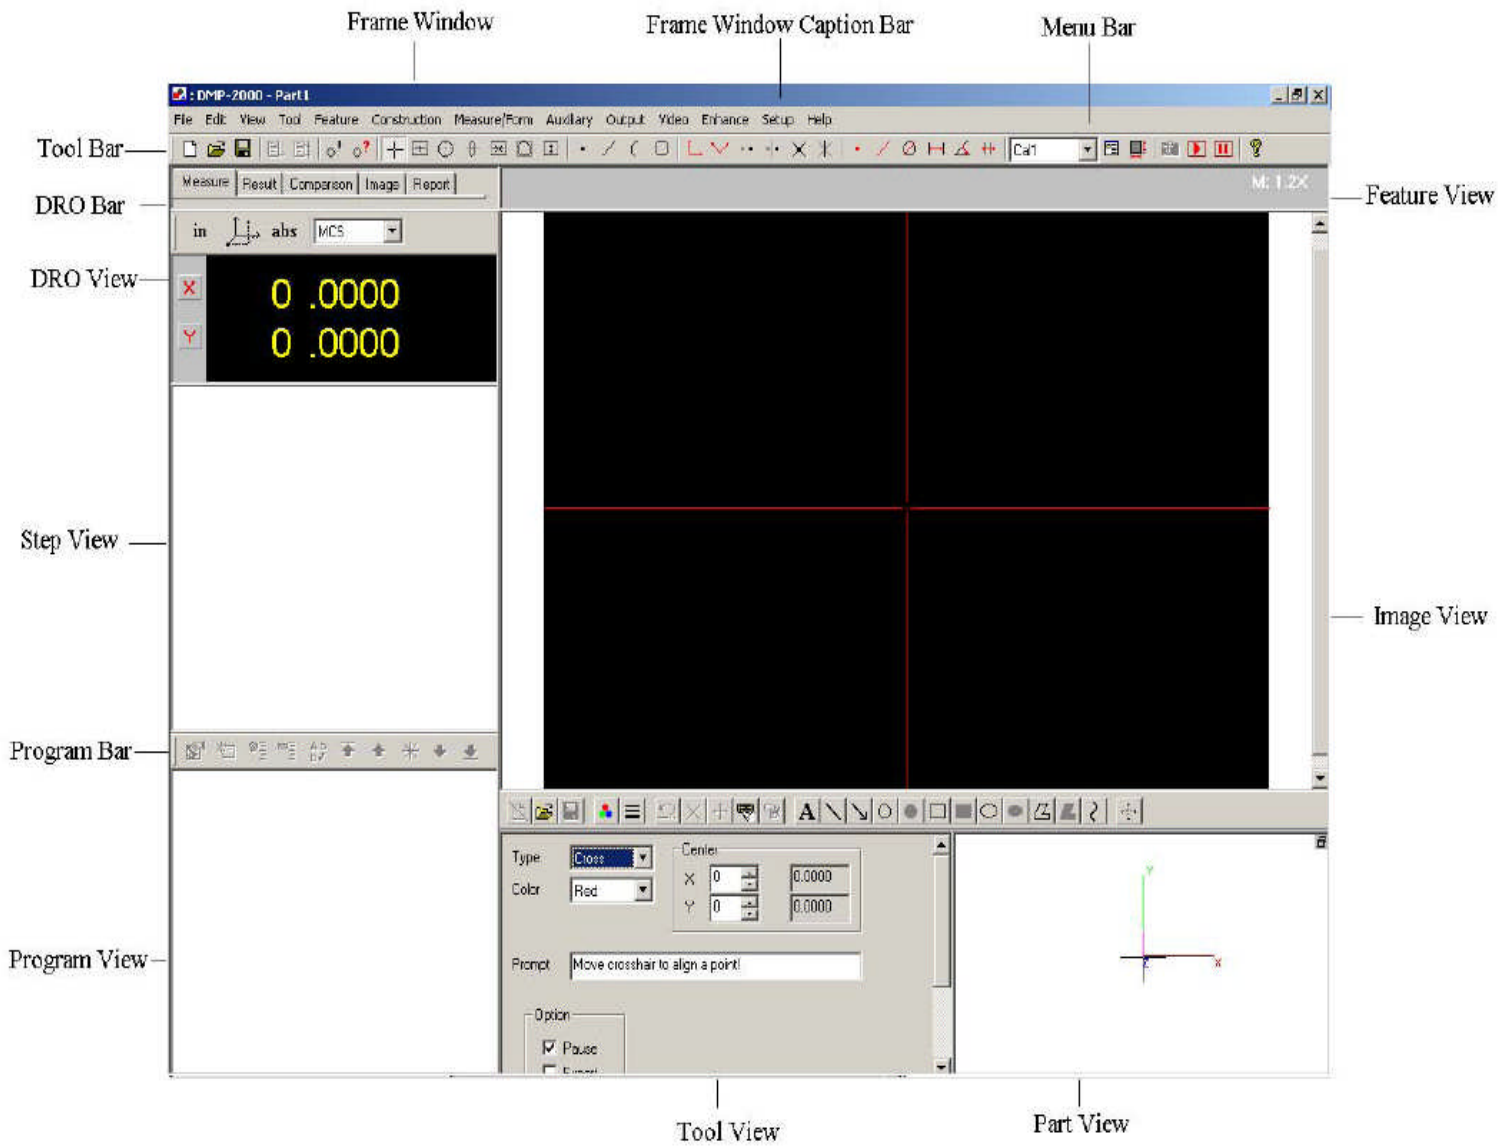 Frame Window
Frame Window Caption Bar
Menu Bar
: DMP-2000 - Part1
File Edit View Tool Feature Construction Measure/Form Auxilary Output Video Enhance Setup Help
Tool Bar
Cal1
Measure Result Comparison Image Report
M: 1.2X
Feature View
DRO Bar
in abs MCS
DRO View
X 0 .0000
Y 0 .0000
Step View
Image View
Program Bar
A
Type Cross
Center
Color Red
X 0 0.0000
Y 0 0.0000
Y
Program View
Prompt Move crosshair to align a point!
Z X
Option
Pause
Tool View
Part View